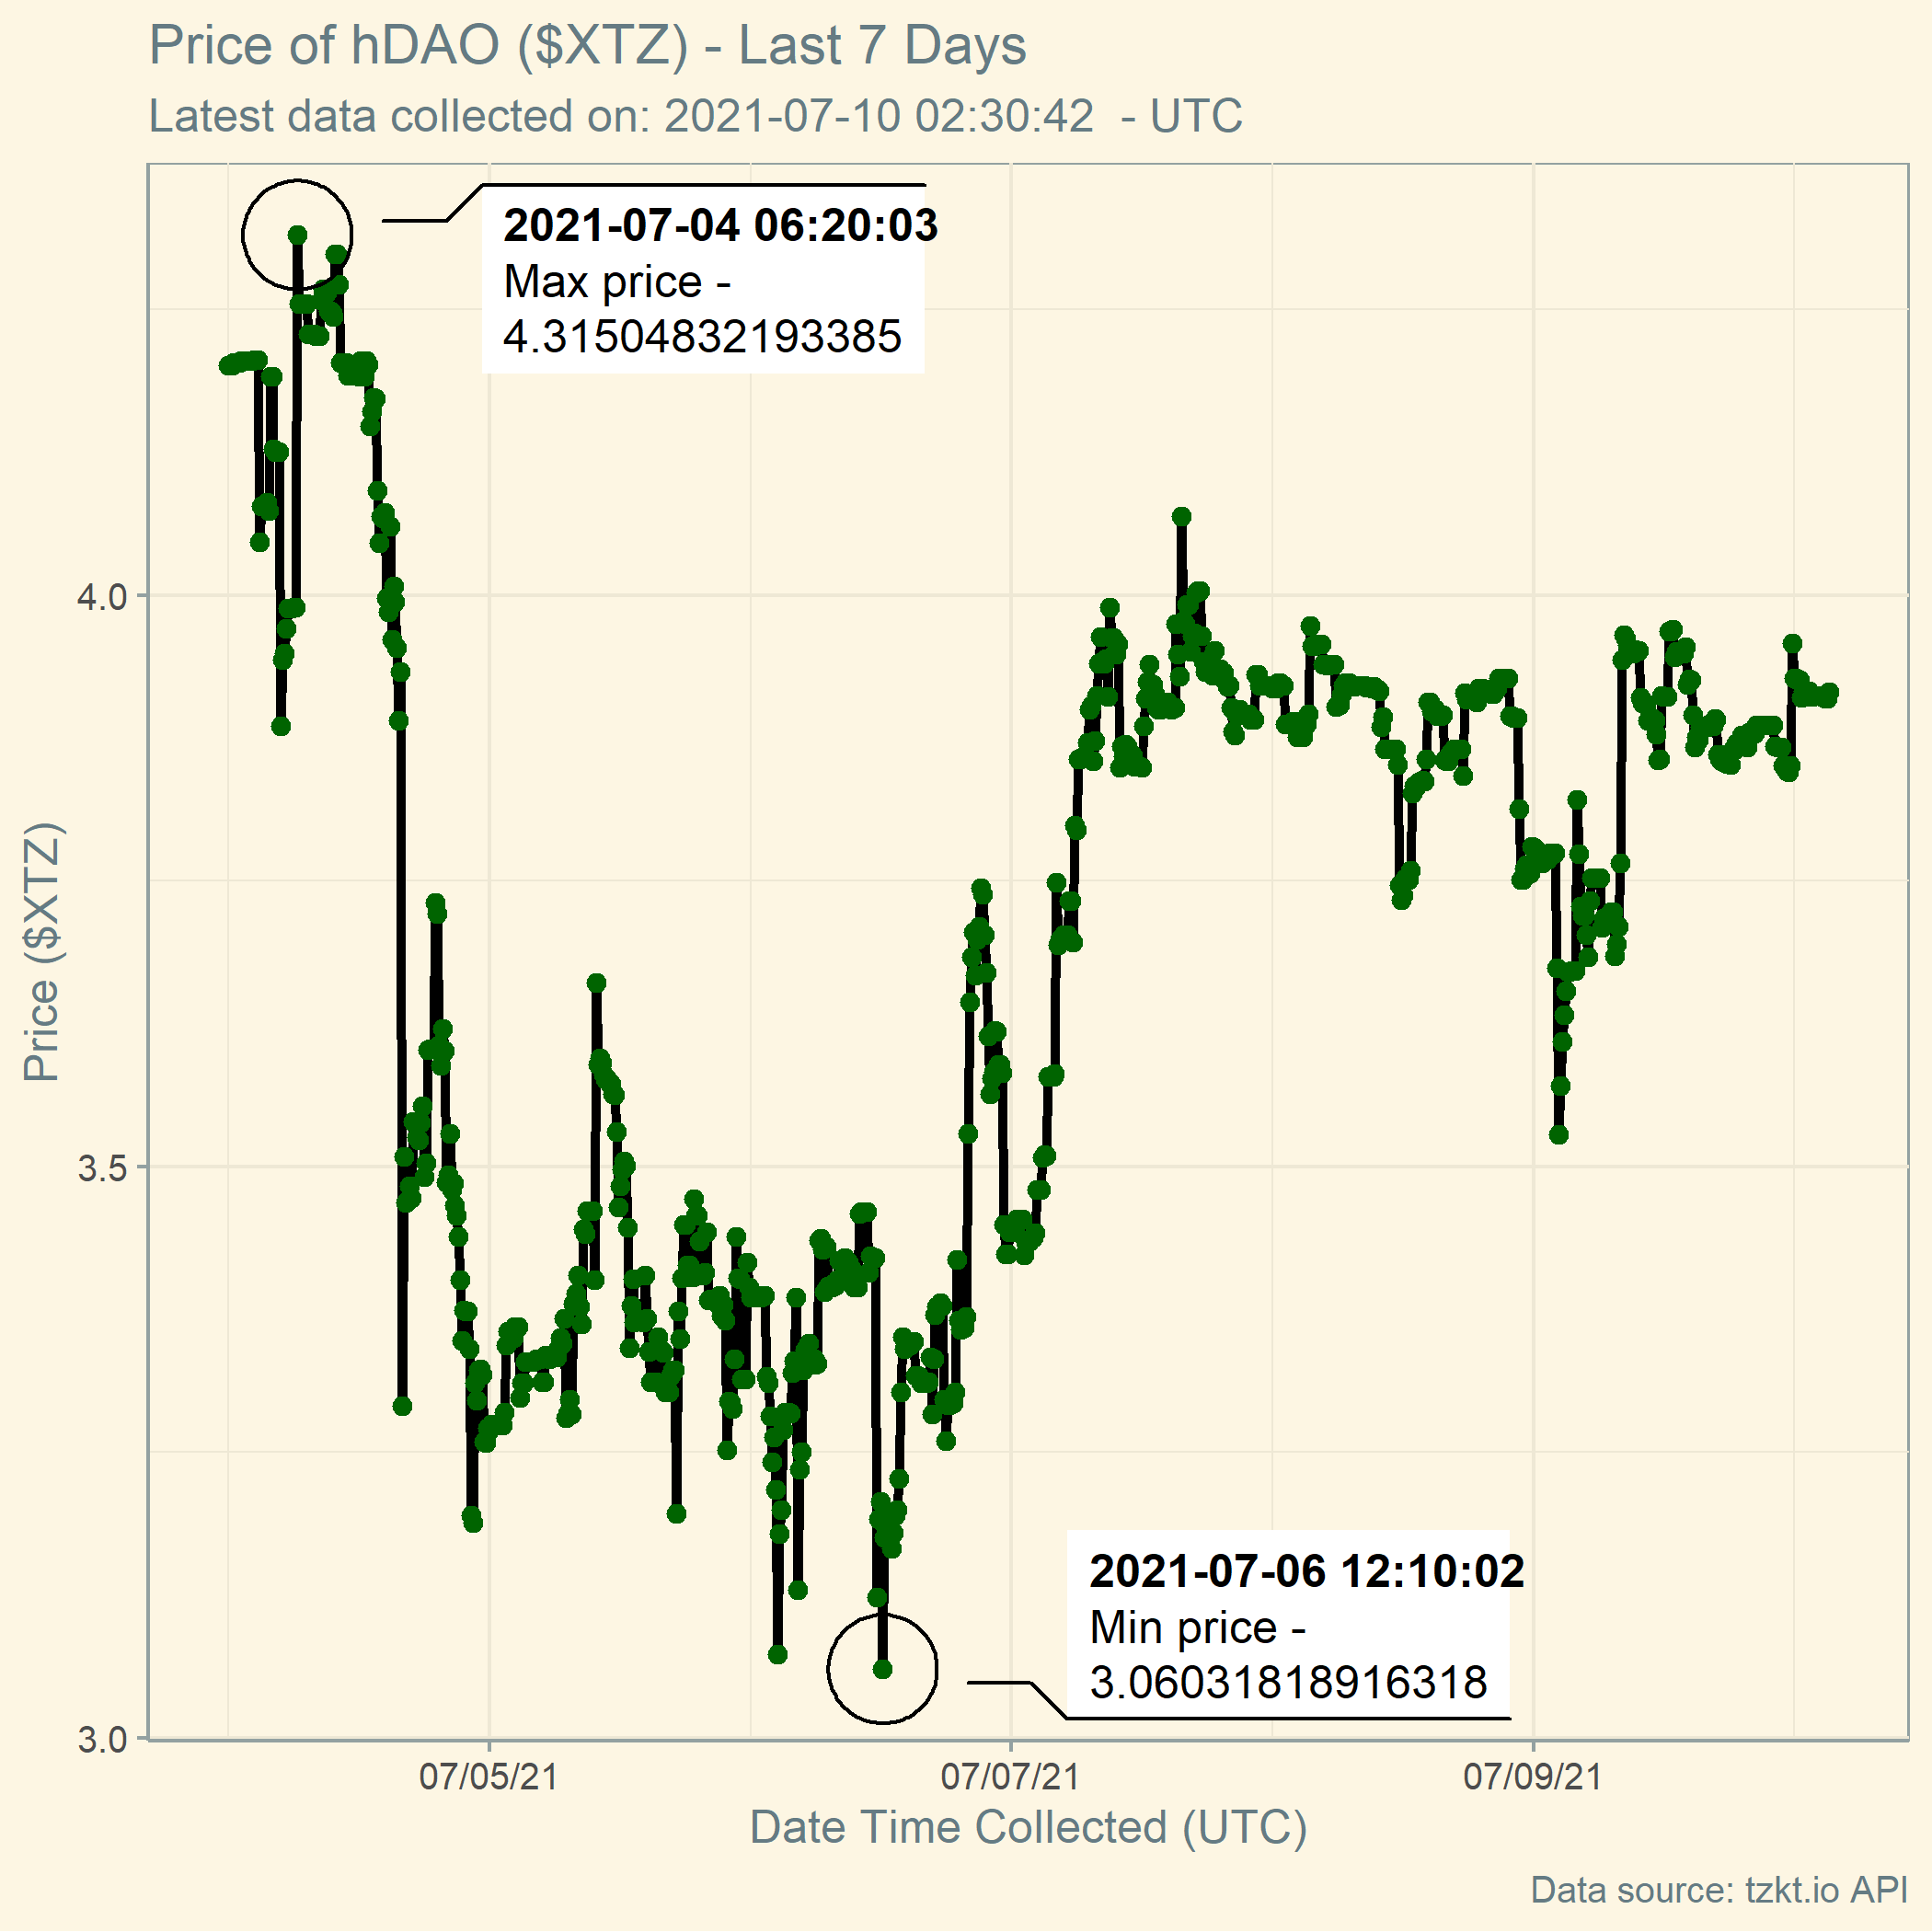 Price of hDAO ($XTZ) - Last 7 Days
Latest data collected on: 2021-07-10 02:30:42  - UTC
2021-07-04 06:20:03
Max price -
4.31504832193385
4.0
3.5
3.0
Price ($XTZ)
2021-07-06 12:10:02
Min price -
3.06031818916318
07/05/21
07/07/21
07/09/21
Date Time Collected (UTC)
Data source: tzkt.io API